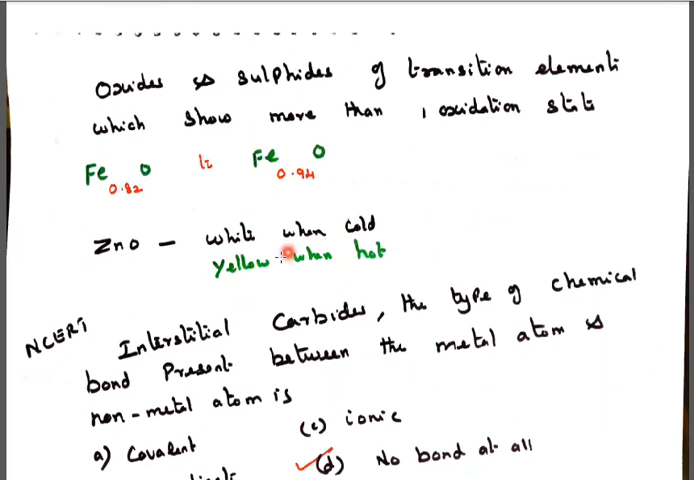 Oxides & sulphides of transition elements
which show more than 1 oxidation state
Fe0.82O to Fe0.94O
ZnO – white when cold
Yellow when hot
NCERT Interstitial Carbides, the type of chemical
bond Present between the metal atom &
non-metal atom is
a) Covalent (c) ionic
(d) No bond at all